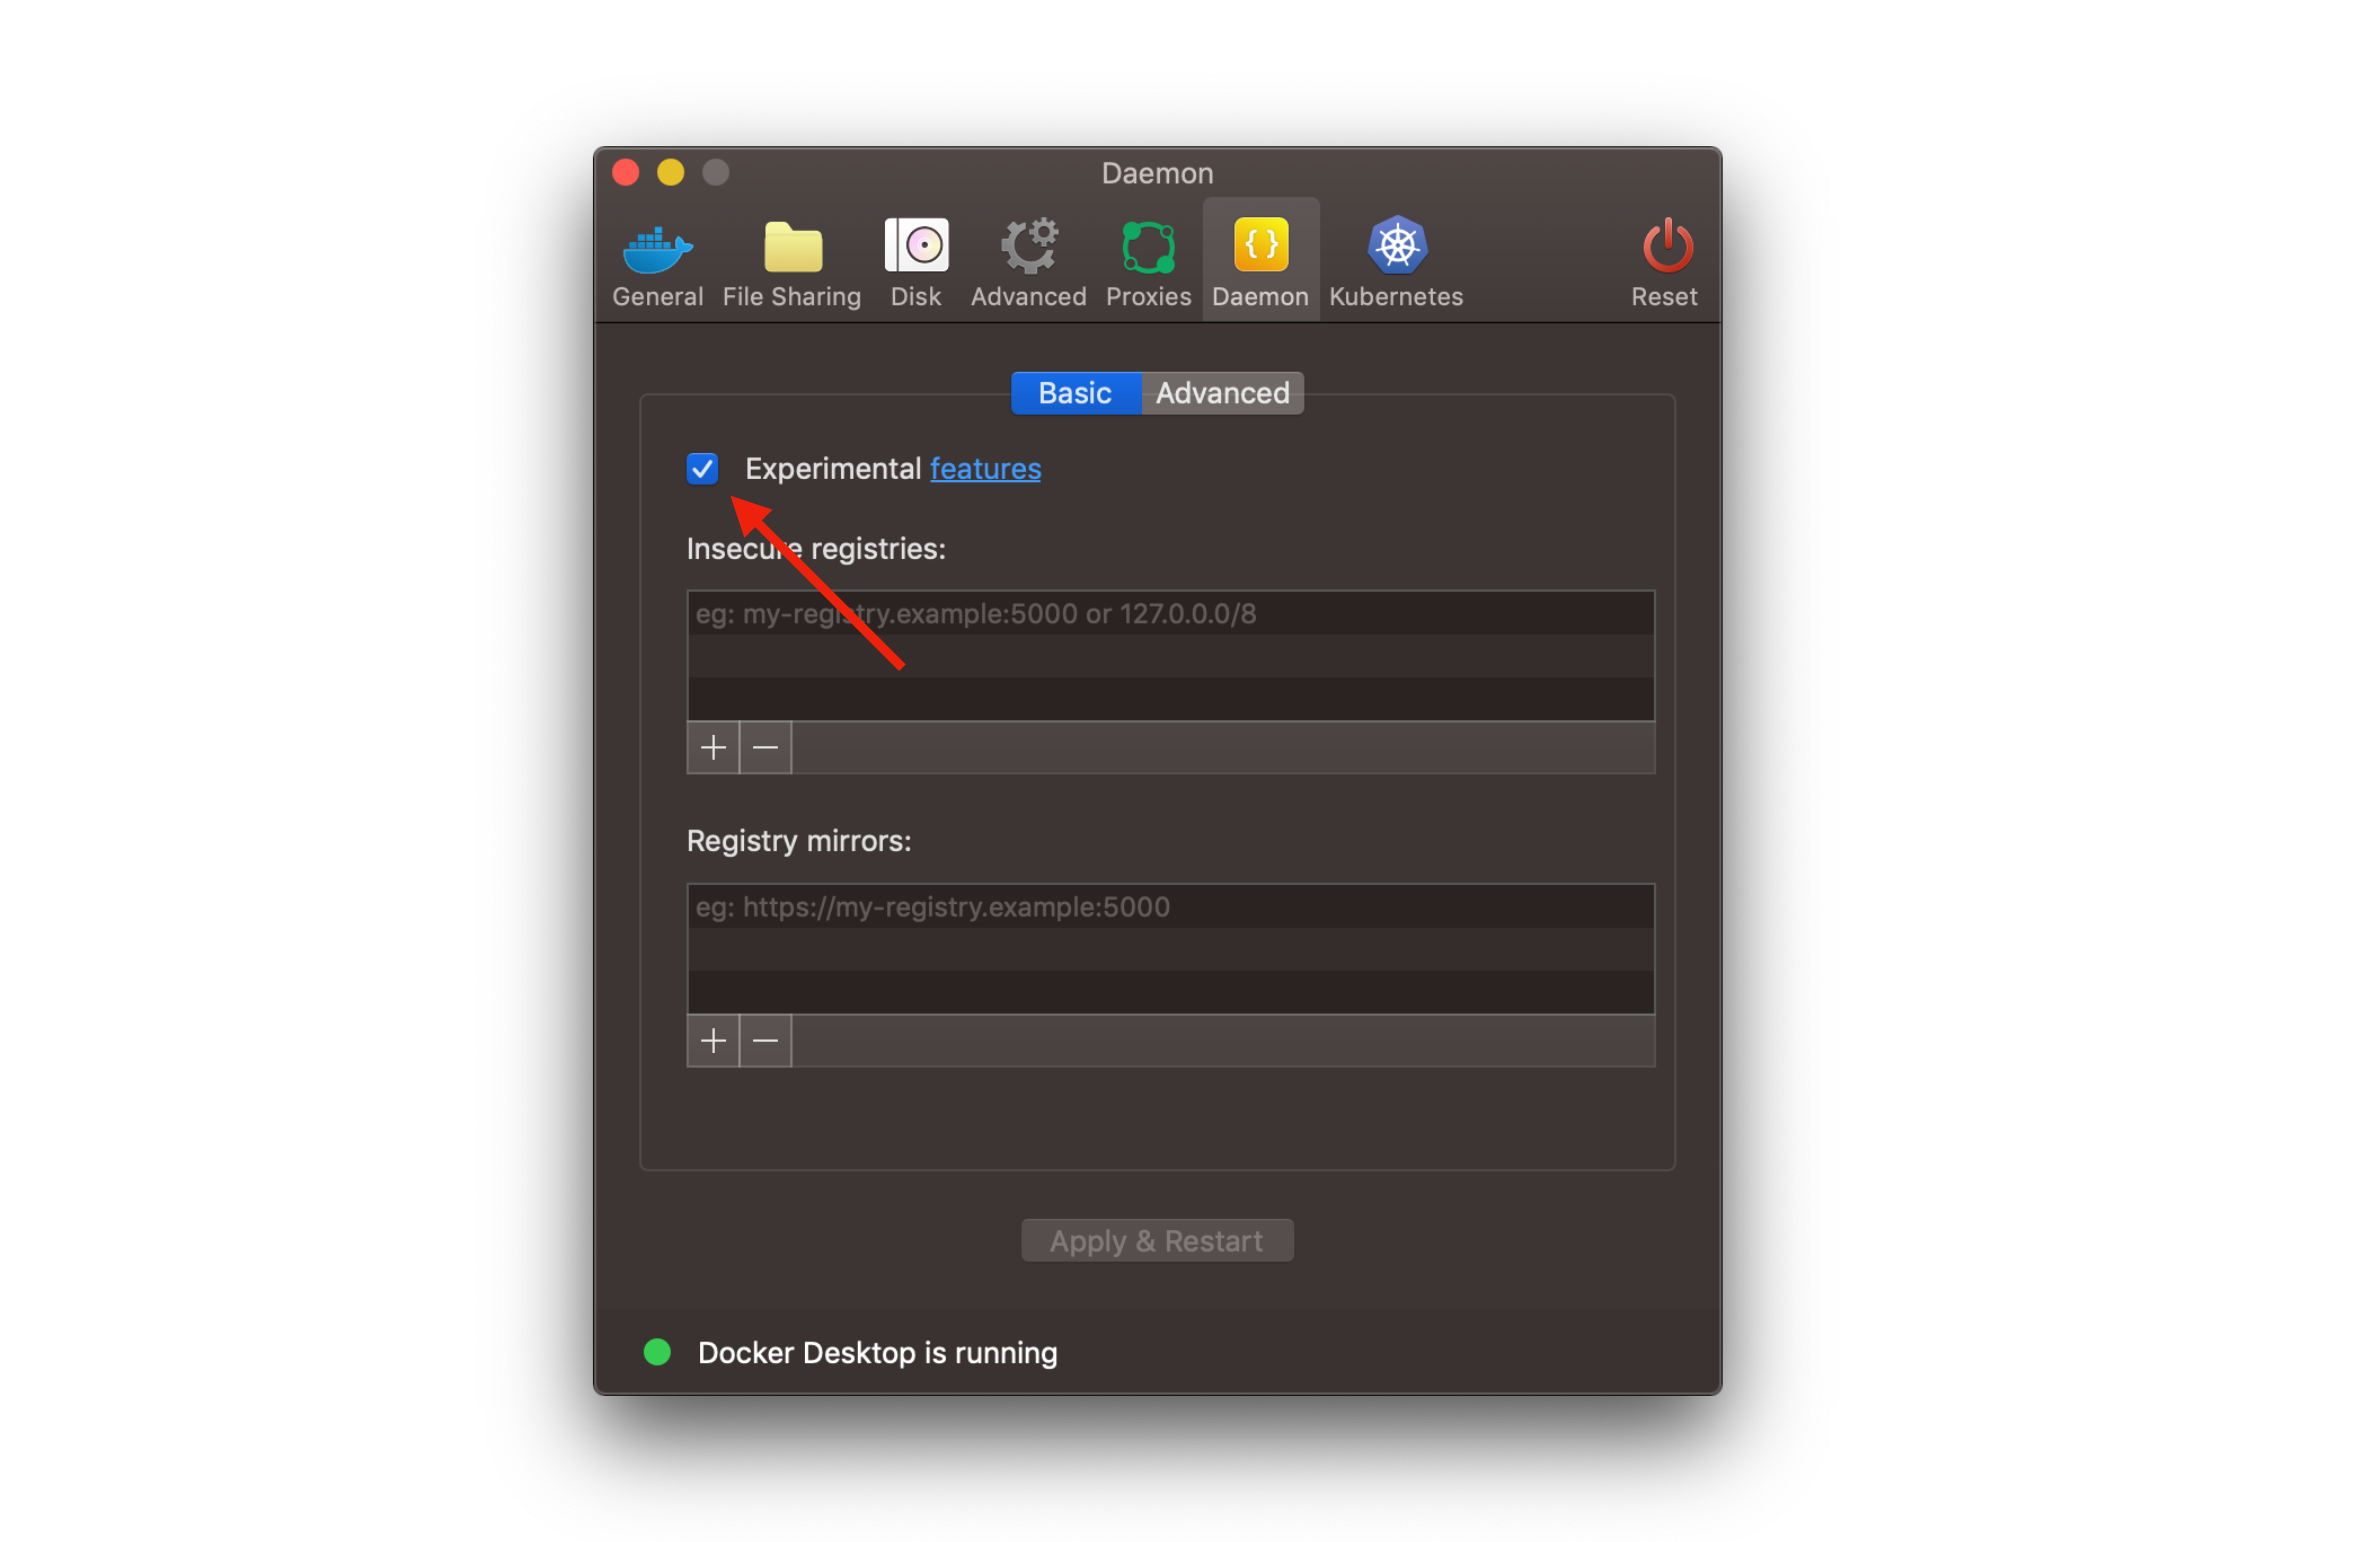 Daemon
General File Sharing Disk Advanced Proxies Daemon Kubernetes Reset
Basic Advanced
Experimental features
Insecure registries:
eg: my-registry.example:5000 or 127.0.0.0/8
Registry mirrors:
eg: https://my-registry.example:5000
Apply & Restart
Docker Desktop is running